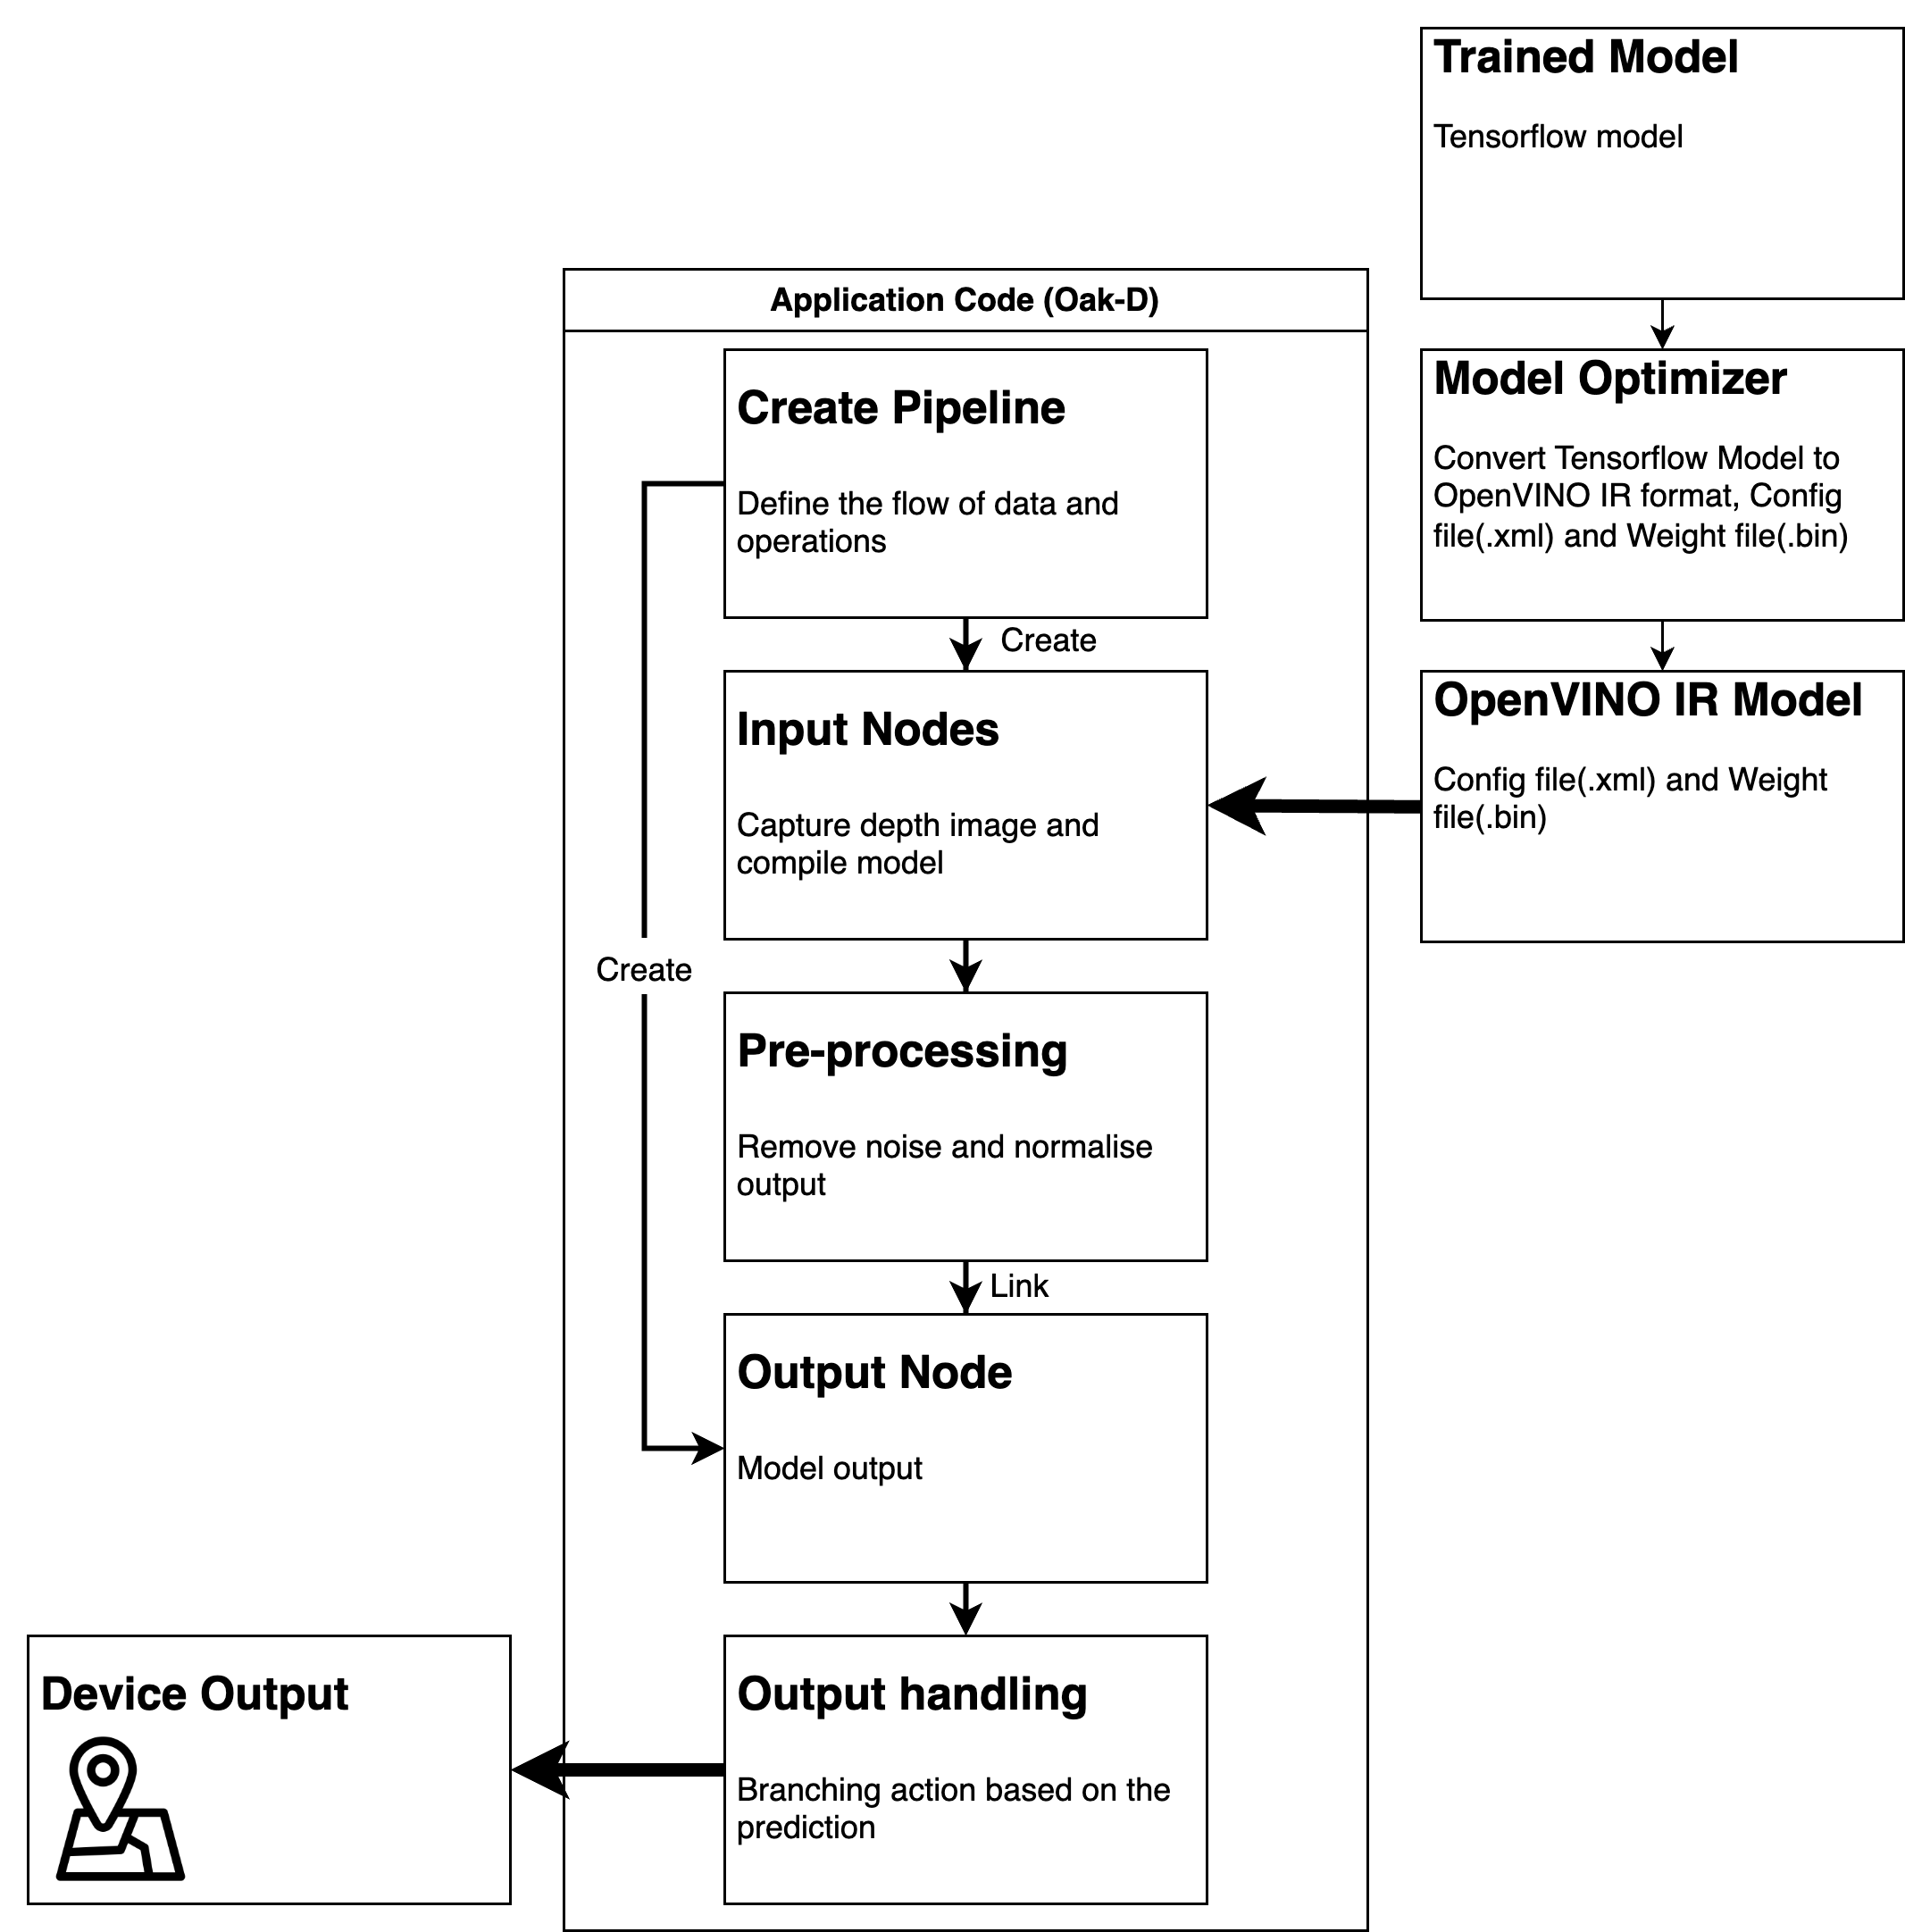 Trained Model
Tensorflow model
Application Code (Oak-D)
Create Pipeline
Define the flow of data and
operations
Model Optimizer
Convert Tensorflow Model to
OpenVINO IR format, Config
file(.xml) and Weight file(.bin)
Create
Input Nodes
Capture depth image and
compile model
OpenVINO IR Model
Config file(.xml) and Weight
file(.bin)
Create
Pre-processing
Remove noise and normalise
output
Link
Output Node
Model output
Device Output
Output handling
Branching action based on the
prediction